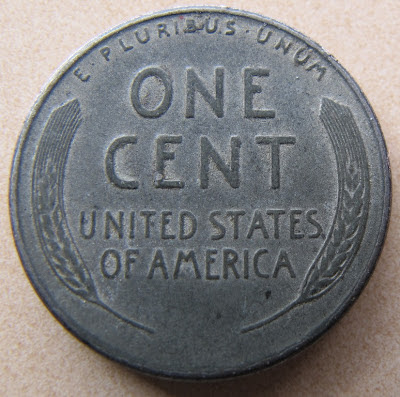 E · PLURIBUS · UNUM
ONE
CENT
UNITED STATES
OF AMERICA